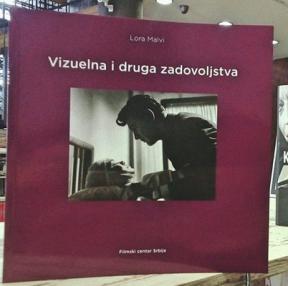 Lora Malvi
Vizuelna i druga zadovoljstva
Filmski centar Srbije